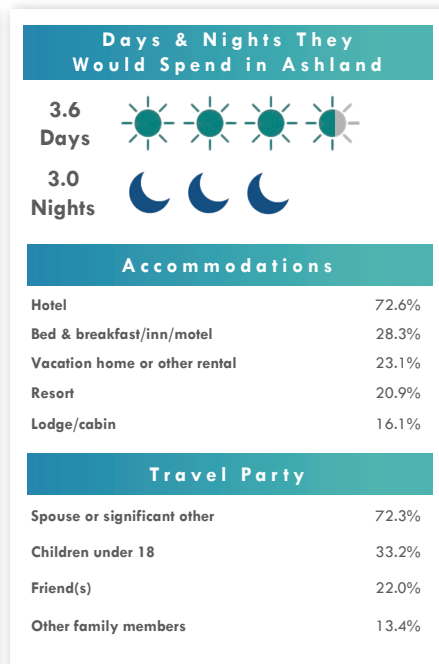 Days & Nights They
Would Spend in Ashland
3.6
Days
3.0
Nights
Accommodations
Hotel 72.6%
Bed & breakfast/inn/motel 28.3%
Vacation home or other rental 23.1%
Resort 20.9%
Lodge/cabin 16.1%
Travel Party
Spouse or significant other 72.3%
Children under 18 33.2%
Friend(s) 22.0%
Other family members 13.4%